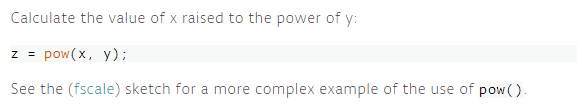 Calculate the value of x raised to the power of y:
z = pow(x, y);
See the (fscale) sketch for a more complex example of the use of pow().